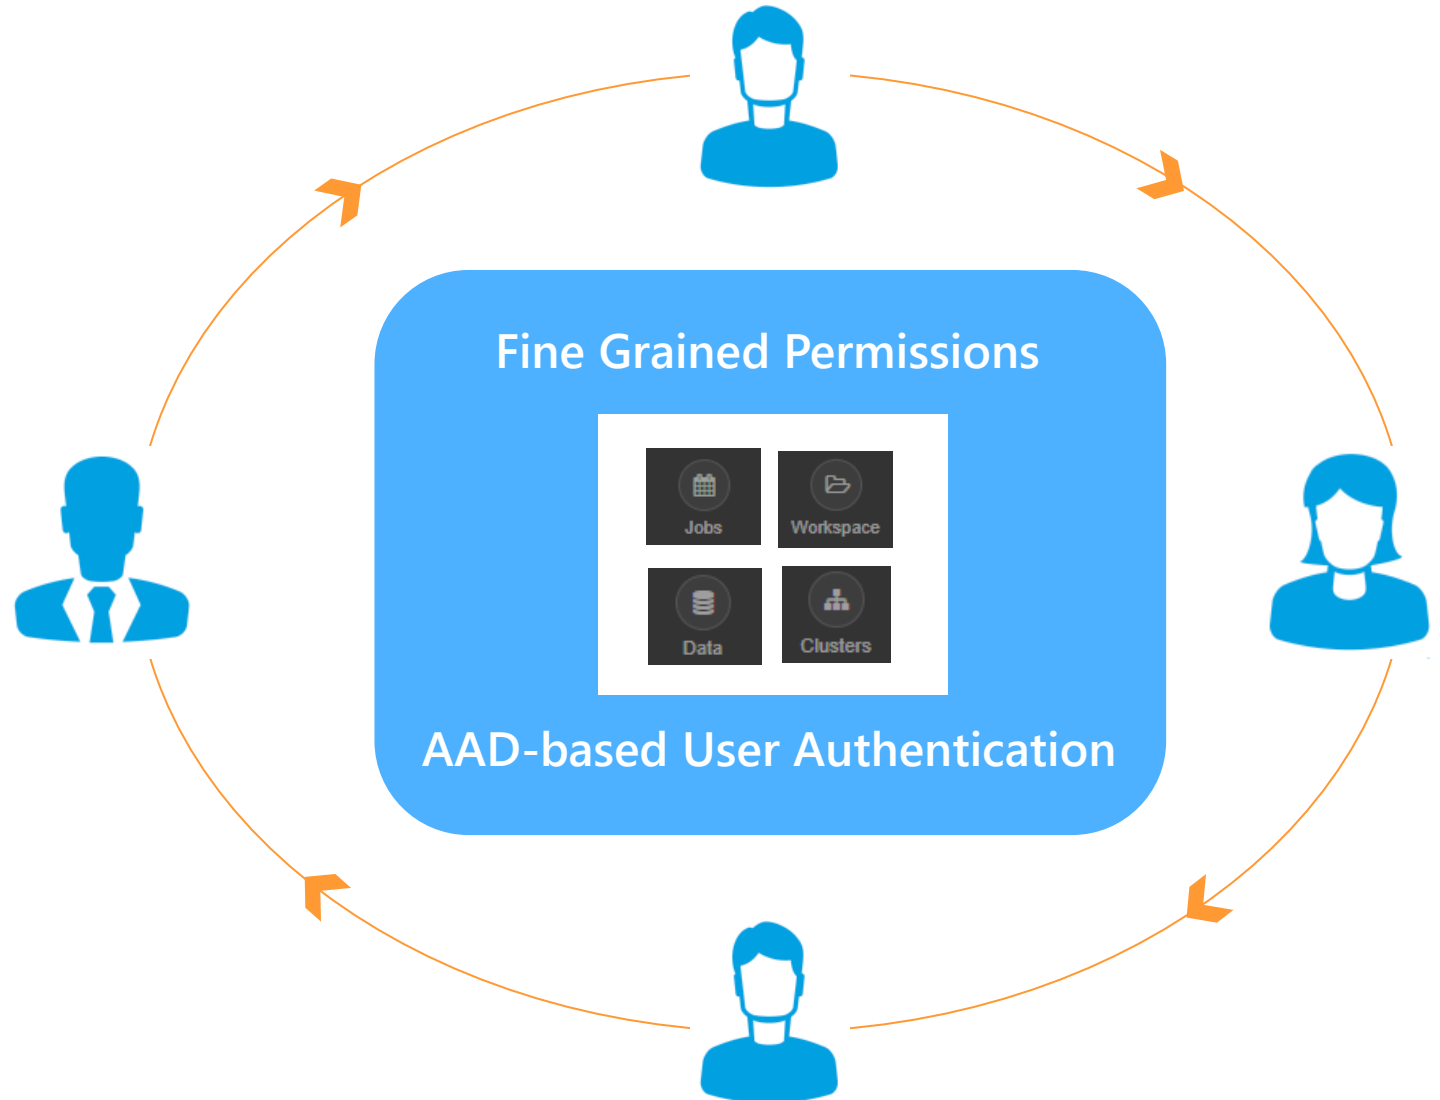 Fine Grained Permissions
Jobs
Workspace
Data
Clusters
AAD-based User Authentication